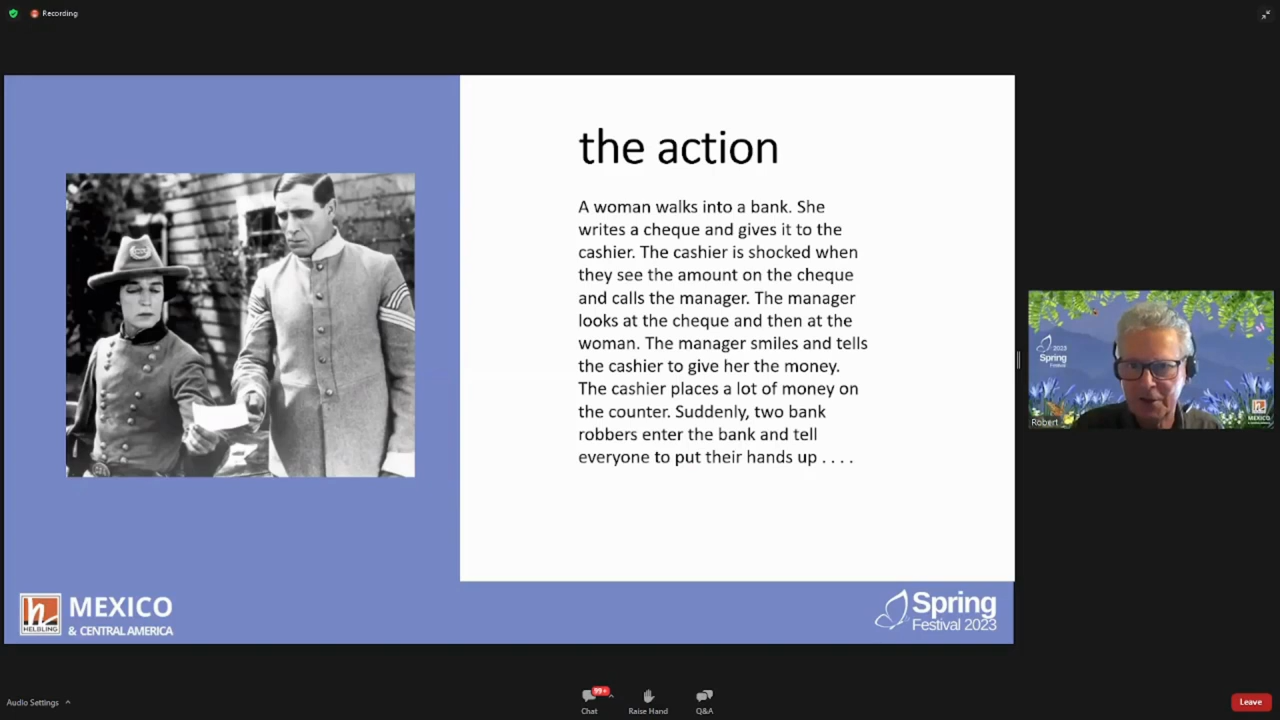 Recording
the action
A woman walks into a bank. She
writes a cheque and gives it to the
cashier. The cashier is shocked when
they see the amount on the cheque
and calls the manager. The manager
looks at the cheque and then at the
woman. The manager smiles and tells
the cashier to give her the money.
The cashier places a lot of money on
the counter. Suddenly, two bank
robbers enter the bank and tell
everyone to put their hands up . . . .
2023
Spring
Festival
MEXICO
Robert
h
HELBLING
MEXICO
& CENTRAL AMERICA
Spring
Festival 2023
Audio Settings
99+
Chat
Raise Hand
Q&A
Leave